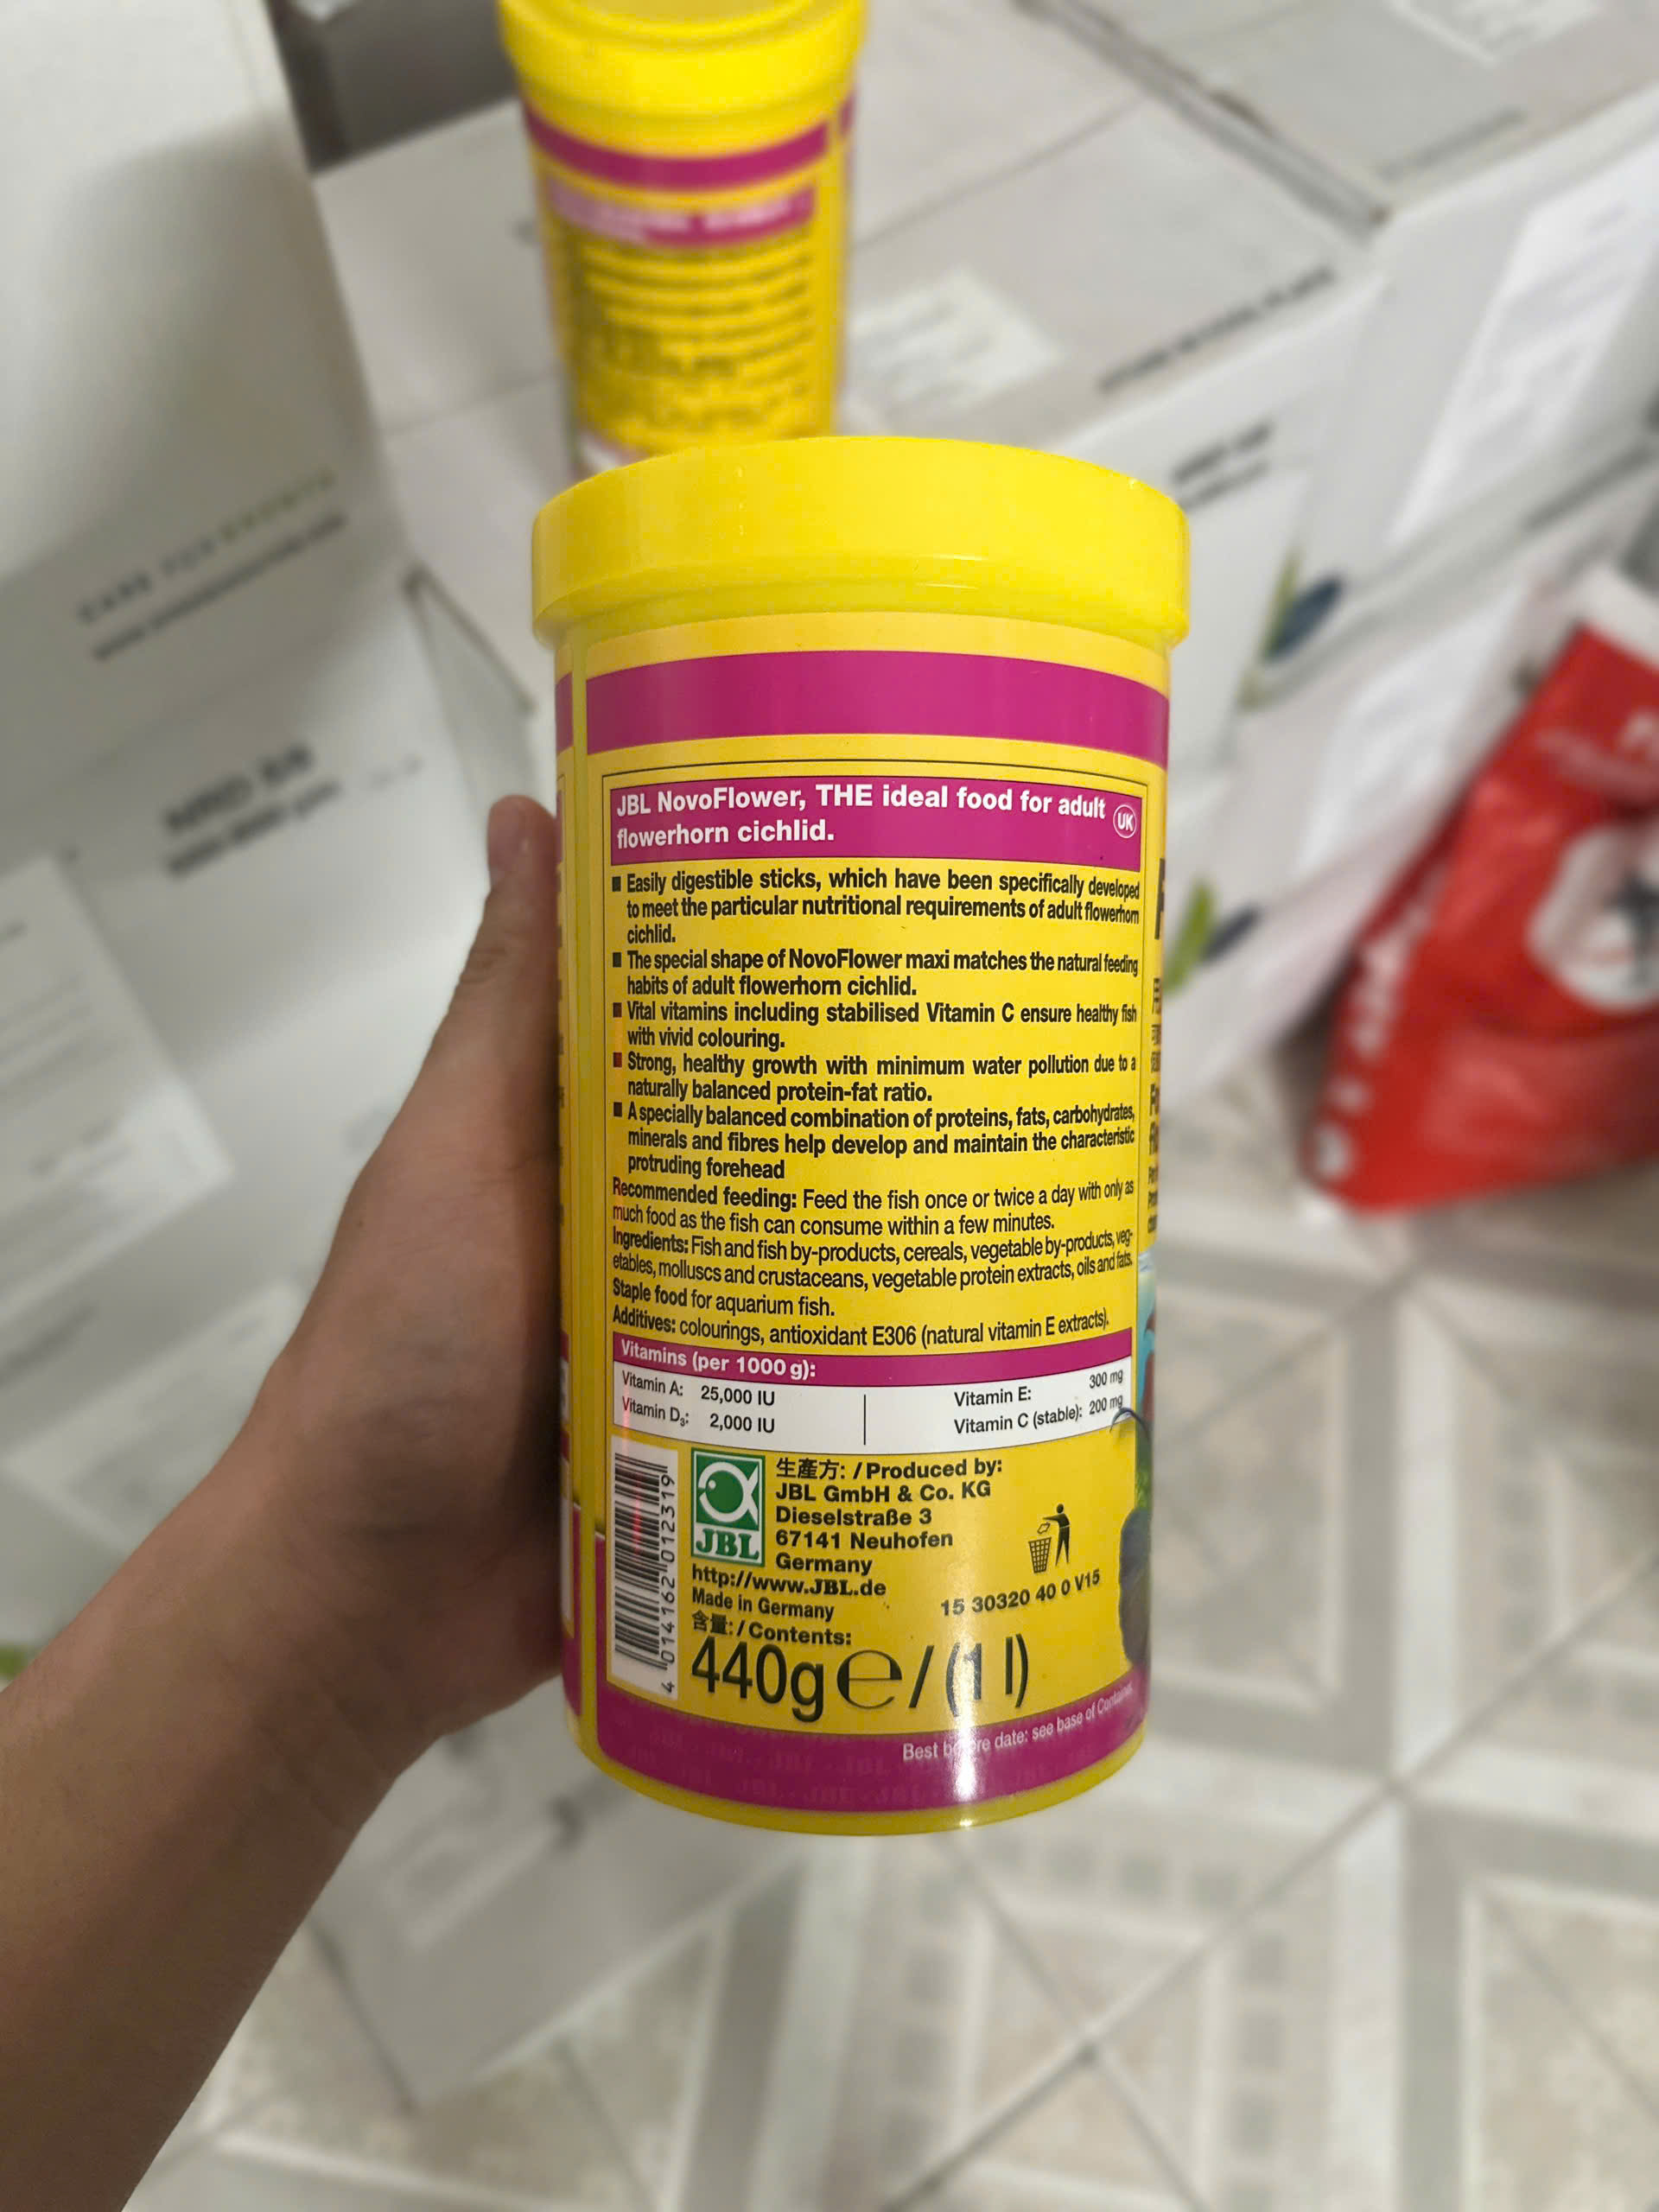 JBL NovoFlower, THE ideal food for adult
flowerhorn cichlid.
UK
■ Easily digestible sticks, which have been specifically developed
to meet the particular nutritional requirements of adult flowerhorn
cichlid.
■ The special shape of NovoFlower maxi matches the natural feeding
habits of adult flowerhorn cichlid.
■ Vital vitamins including stabilised Vitamin C ensure healthy fish
with vivid colouring.
■ Strong, healthy growth with minimum water pollution due to a
naturally balanced protein-fat ratio.
■ A specially balanced combination of proteins, fats, carbohydrates,
minerals and fibres help develop and maintain the characteristic
protruding forehead
Recommended feeding: Feed the fish once or twice a day with only as
much food as the fish can consume within a few minutes.
Ingredients: Fish and fish by-products, cereals, vegetable by-products, veg-
etables, molluscs and crustaceans, vegetable protein extracts, oils and fats.
Staple food for aquarium fish.
Additives: colourings, antioxidant E306 (natural vitamin E extracts).
Vitamins (per 1000 g):
Vitamin A: 25,000 IU
Vitamin D3: 2,000 IU
Vitamin E: 300 mg
Vitamin C (stable): 200 mg
4 014162 012319
JBL
生產方: / Produced by:
JBL GmbH & Co. KG
Dieselstraße 3
67141 Neuhofen
Germany
http://www.JBL.de
Made in Germany
15 30320 40 0 V15
含量: / Contents:
440g e / (1 l)
Best before date: see base of Container